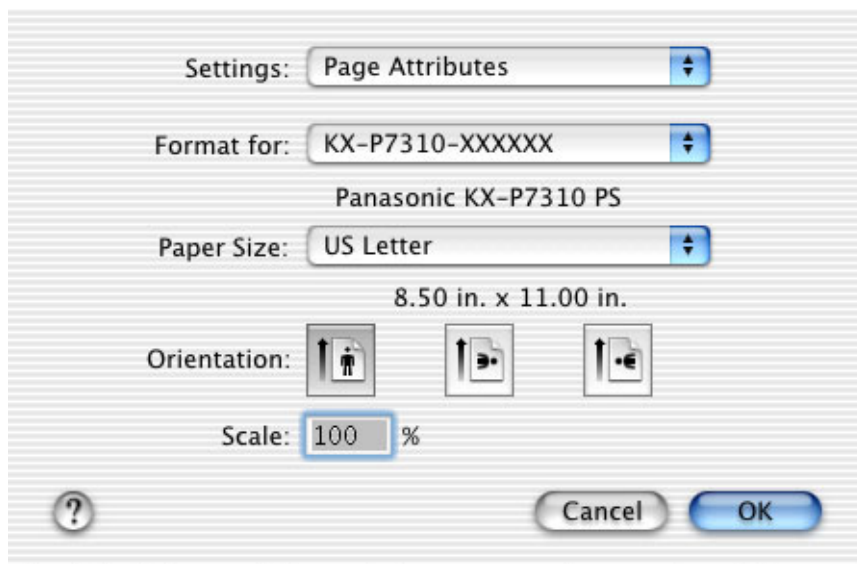 Settings: Page Attributes
Format for: KX-P7310-XXXXXX
Panasonic KX-P7310 PS
Paper Size: US Letter
8.50 in. x 11.00 in.
Orientation:
Scale: 100 %
? Cancel OK